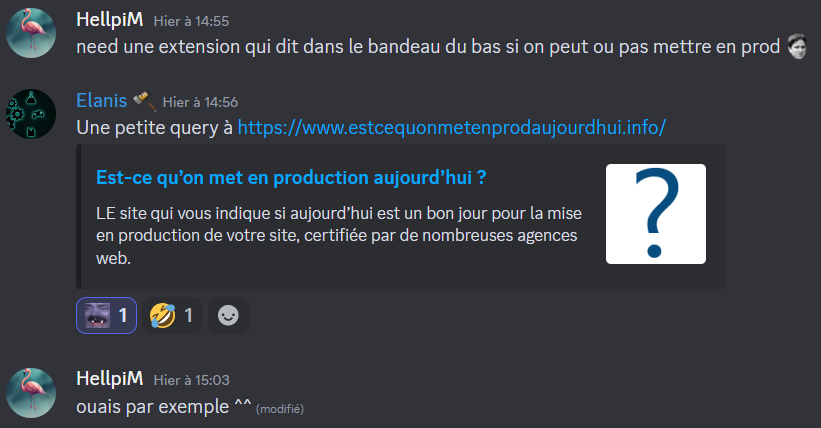 HellpiM Hier à 14:55
need une extension qui dit dans le bandeau du bas si on peut ou pas mettre en prod
Elanis Hier à 14:56
Une petite query à https://www.estcequonmetenprodaujourdhui.info/
Est-ce qu’on met en production aujourd’hui ?
LE site qui vous indique si aujourd’hui est un bon jour pour la mise
en production de votre site, certifiée par de nombreuses agences
web.
?
1 1
HellpiM Hier à 15:03
ouais par exemple ^^ (modifié)